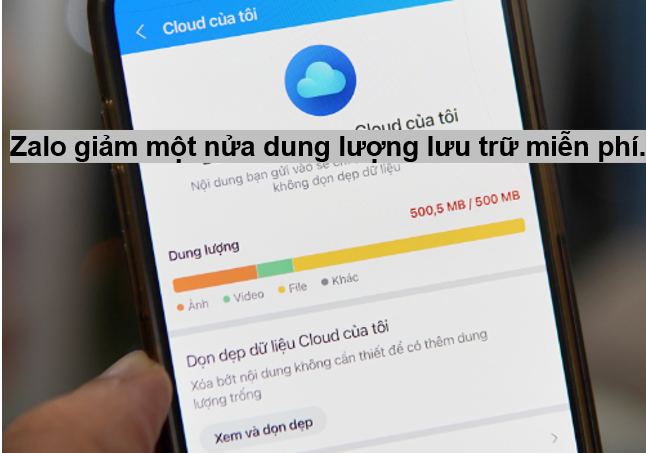 Cloud của tôi
Cloud của tôi
Zalo giảm một nửa dung lượng lưu trữ miễn phí.
Nội dung bạn gửi vào sẽ
không dọn dẹp dữ liệu
500,5 MB / 500 MB
Dung lượng
Ảnh Video File Khác
Dọn dẹp dữ liệu Cloud của tôi
Xóa bớt nội dung không cần thiết để có thêm dung
lượng trống
Xem và dọn dẹp